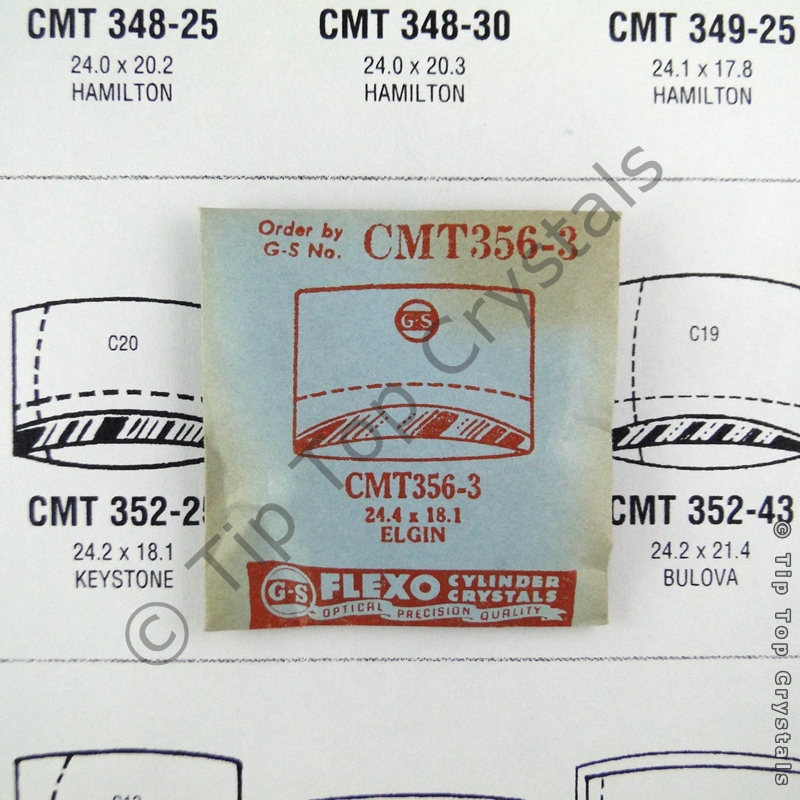 CMT 348-25
24.0 x 20.2
HAMILTON
CMT 348-30
24.0 x 20.3
HAMILTON
CMT 349-25
24.1 x 17.8
HAMILTON
Order by
G-S No.
CMT356-3
G-S
CMT356-3
24.4 x 18.1
ELGIN
G-S
FLEXO
CYLINDER
CRYSTALS
OPTICAL PRECISION QUALITY
C20
CMT 352-2
24.2 x 18.1
KEYSTONE
C19
CMT 352-43
24.2 x 21.4
BULOVA
© Tip Top Crystals
© Tip Top Crystals